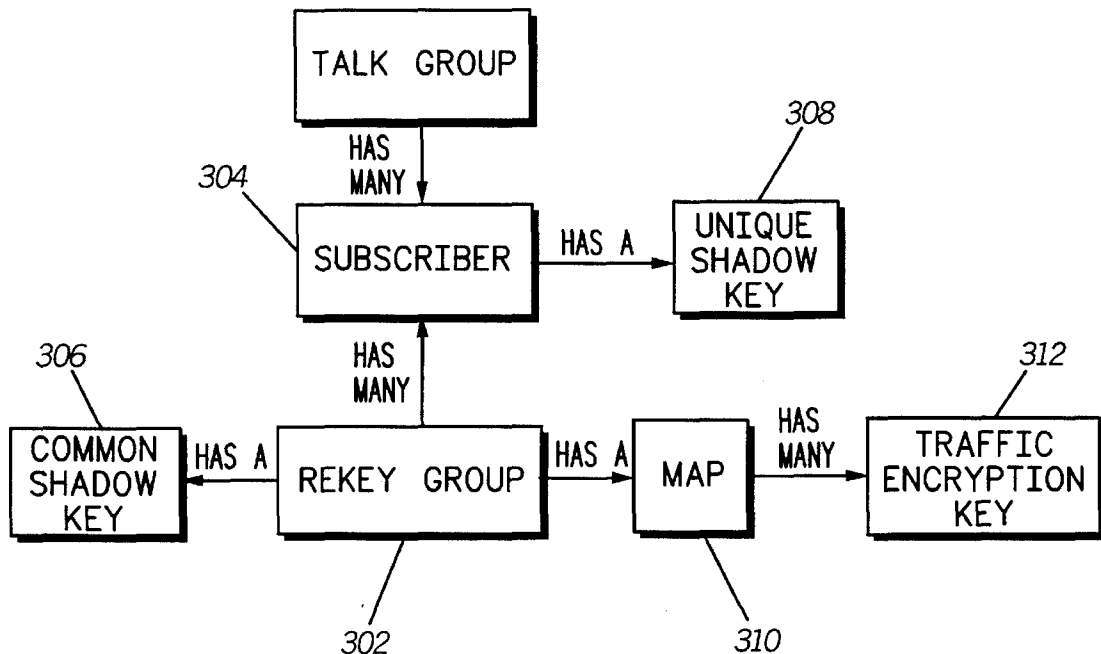 TALK GROUP
HAS
MANY
308
304
SUBSCRIBER
HAS A
UNIQUE
SHADOW
KEY
306
HAS
MANY
312
COMMON
SHADOW
KEY
HAS A
REKEY GROUP
HAS A
MAP
HAS
MANY
TRAFFIC
ENCRYPTION
KEY
302
310